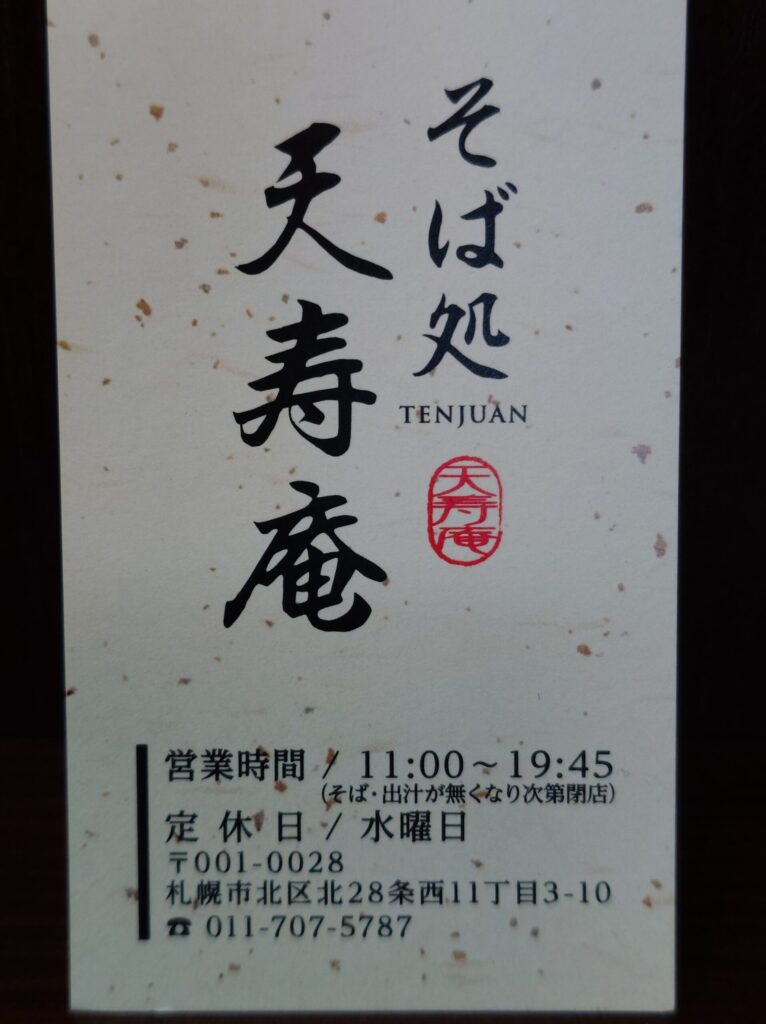 そば処
天寿庵
TENJUAN
天寿庵
営業時間 / 11:00～19:45
(そば・出汁が無くなり次第閉店)
定休日 / 水曜日
〒001-0028
札幌市北区北28条西11丁目3-10
☎ 011-707-5787